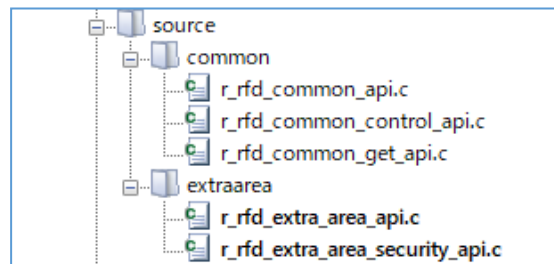 source
common
r_rfd_common_api.c
r_rfd_common_control_api.c
r_rfd_common_get_api.c
extraarea
r_rfd_extra_area_api.c
r_rfd_extra_area_security_api.c